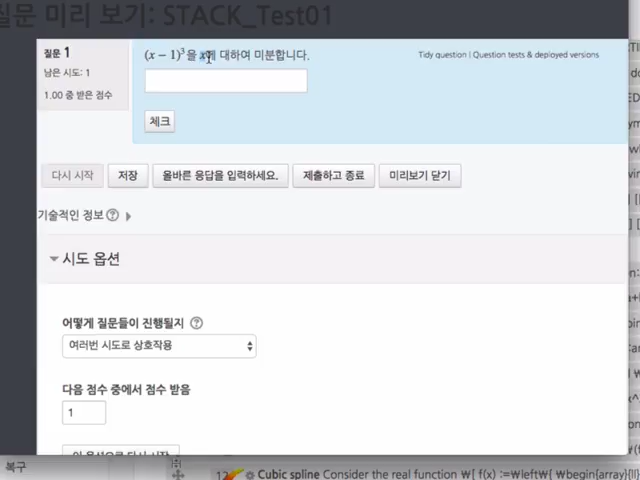 질문 미리 보기: STACK_Test01
질문 1
남은 시도: 1
1.00 중 받은 점수
(x − 1)³을 x에 대하여 미분합니다.
Tidy question | Question tests & deployed versions
체크
다시 시작
저장
올바른 응답을 입력하세요.
제출하고 종료
미리보기 닫기
기술적인 정보
시도 옵션
어떻게 질문들이 진행될지
여러번 시도로 상호작용
다음 점수 중에서 점수 받음
1
복구
Cubic spline Consider the real function ₩[ f(x) :=₩left₩{ ₩begin{array}{ll}